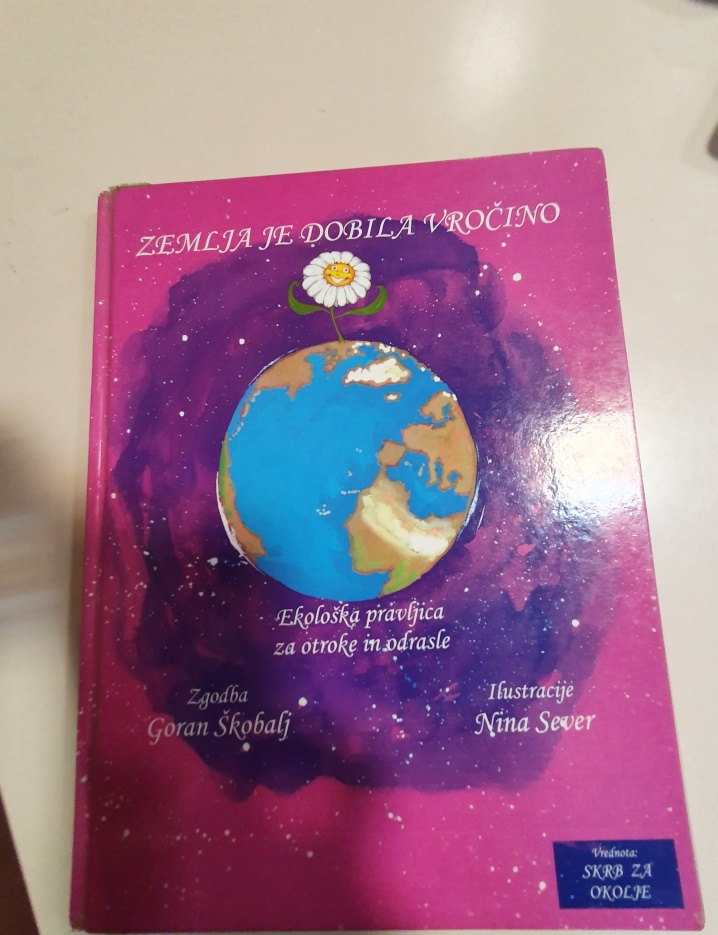 ZEMLJA JE DOBILA VROČINO
Ekološka pravljica
za otroke in odrasle
Zgodba
Goran Škobalj
Ilustracije
Nina Sever
Vrednota:
SKRB ZA
OKOLJE